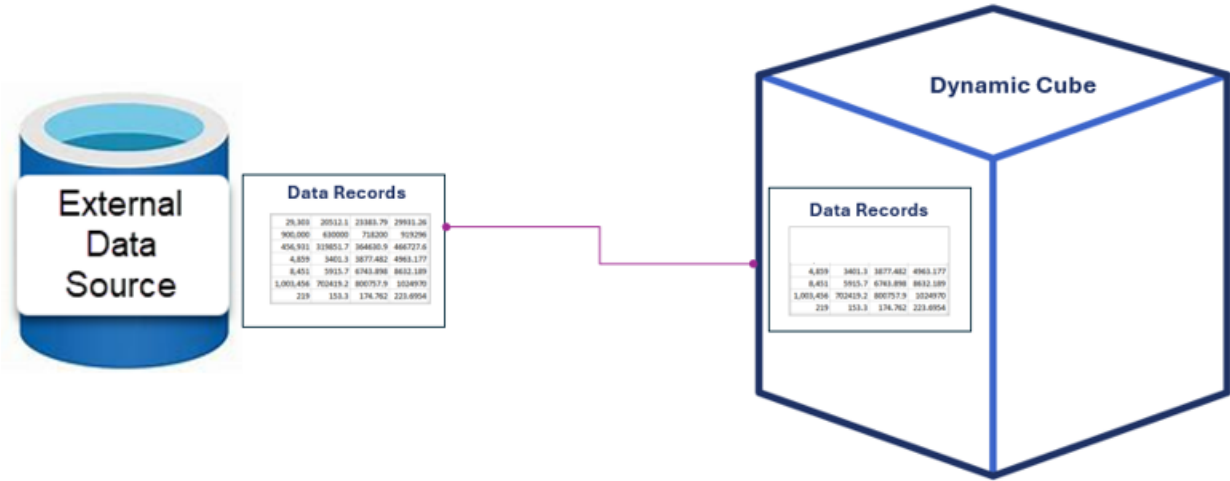 Dynamic Cube
External
Data
Source
Data Records
29,303 20512.1 23383.79 29931.26
900,000 630000 718200 919296
456,931 319851.7 364630.9 466727.6
4,859 3401.3 3877.482 4963.177
8,451 5915.7 6743.898 8632.189
1,003,456 702419.2 800757.9 1024970
219 153.3 174.762 223.6954
Data Records
4,859 3401.3 3877.482 4963.177
8,451 5915.7 6743.898 8632.189
1,003,456 702419.2 800757.9 1024970
219 153.3 174.762 223.6954